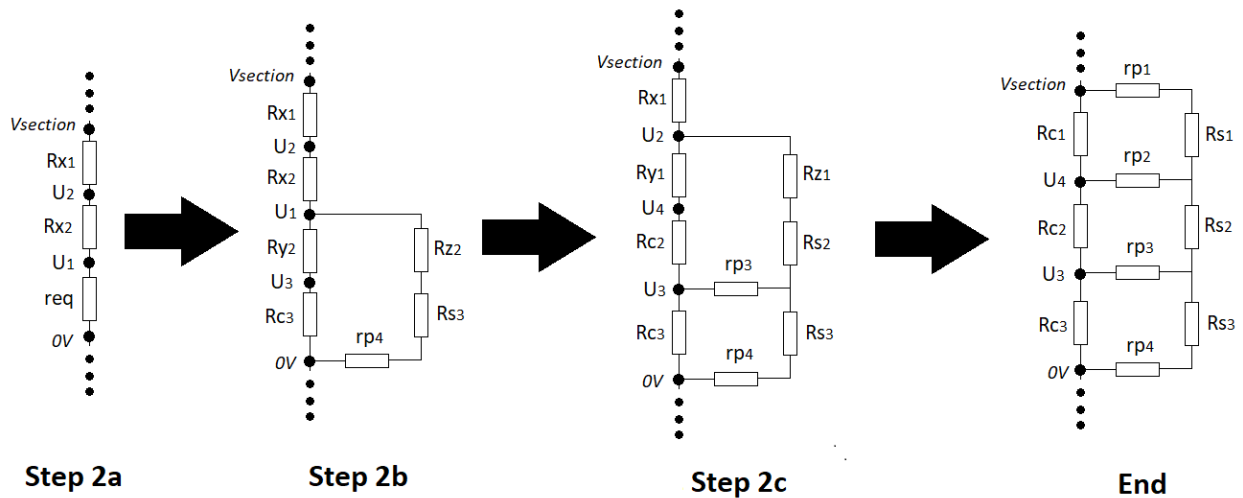 Vsection
Rx1
U2
Rx2
U1
req
0V
Step 2a
Vsection
Rx1
U2
Rx2
U1
Ry2
Rz2
U3
Rc3
Rs3
rp4
0V
Step 2b
Vsection
Rx1
U2
Ry1
Rz1
U4
Rc2
Rs2
rp3
U3
Rc3
Rs3
rp4
0V
Step 2c
rp1
Vsection
Rc1
Rs1
rp2
U4
Rc2
Rs2
rp3
U3
Rc3
Rs3
rp4
0V
End